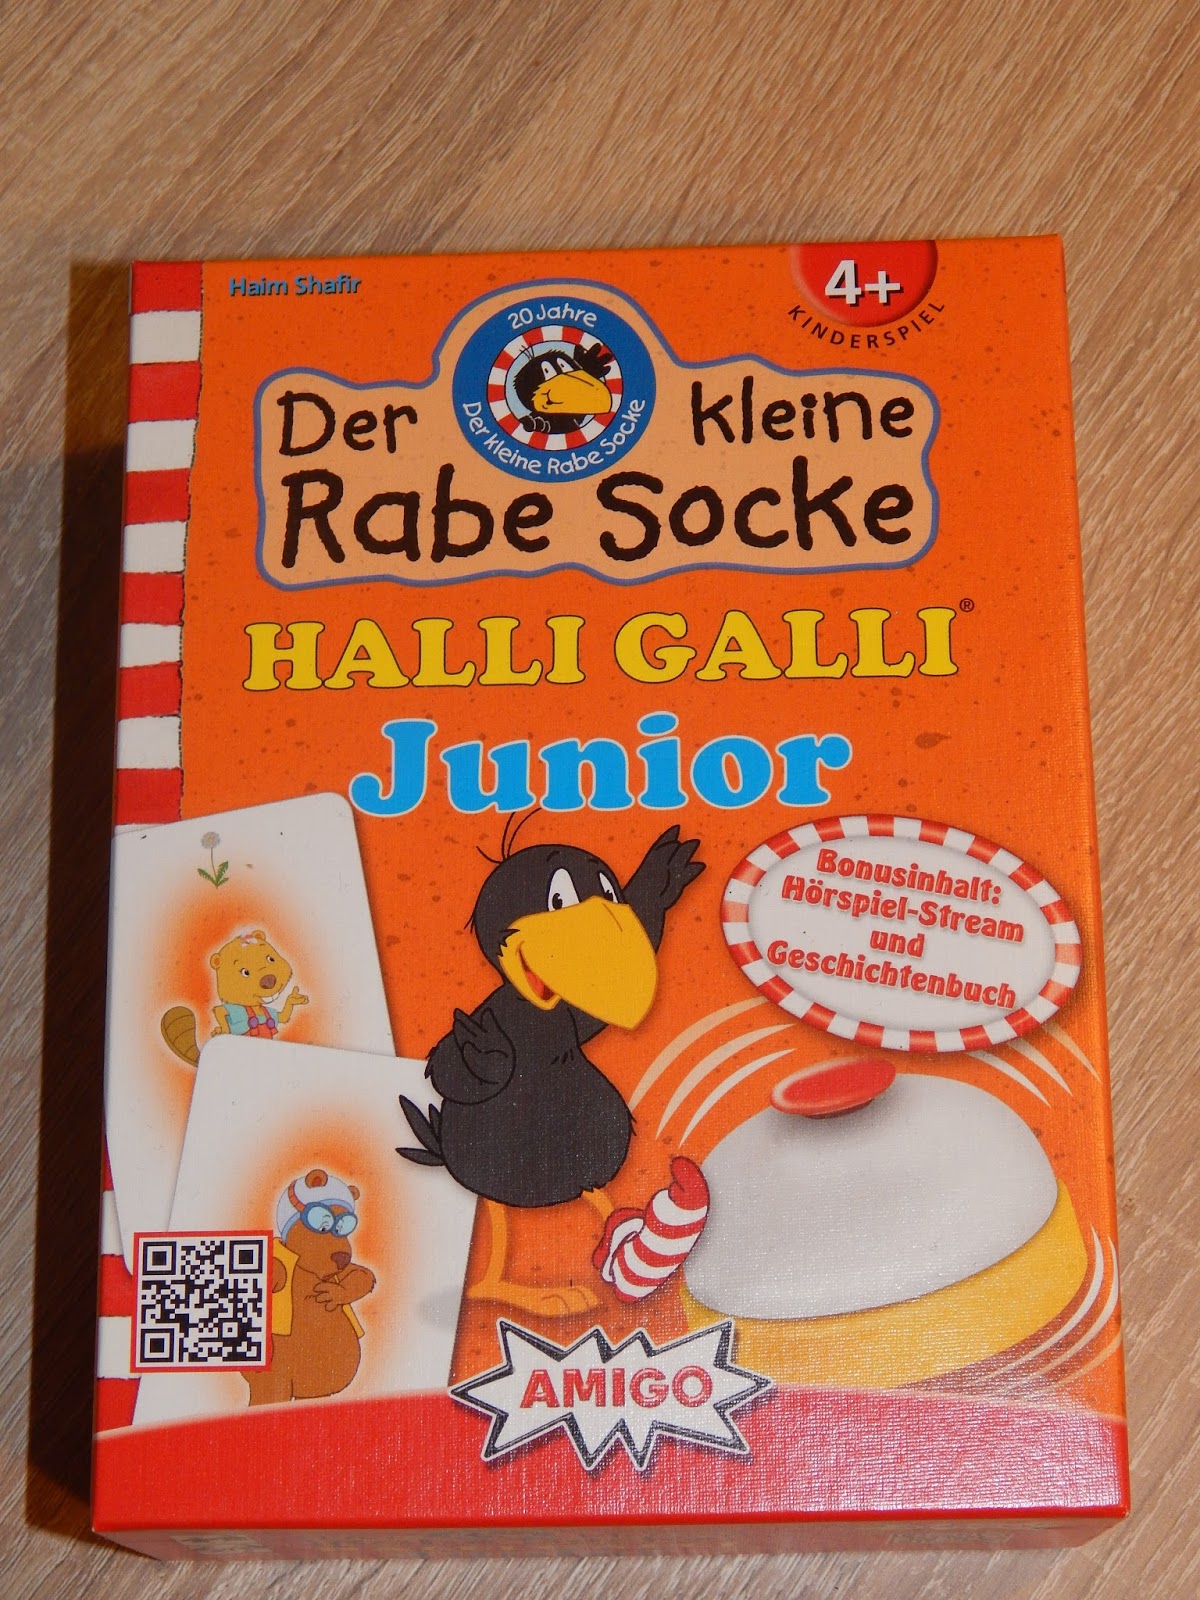 Haim Shafir
4+
KINDERSPIEL
20 Jahre
Der kleine Rabe Socke
Der kleine
Rabe Socke
HALLI GALLI®
Junior
Bonusinhalt:
Hörspiel-Stream
und
Geschichtenbuch
AMIGO